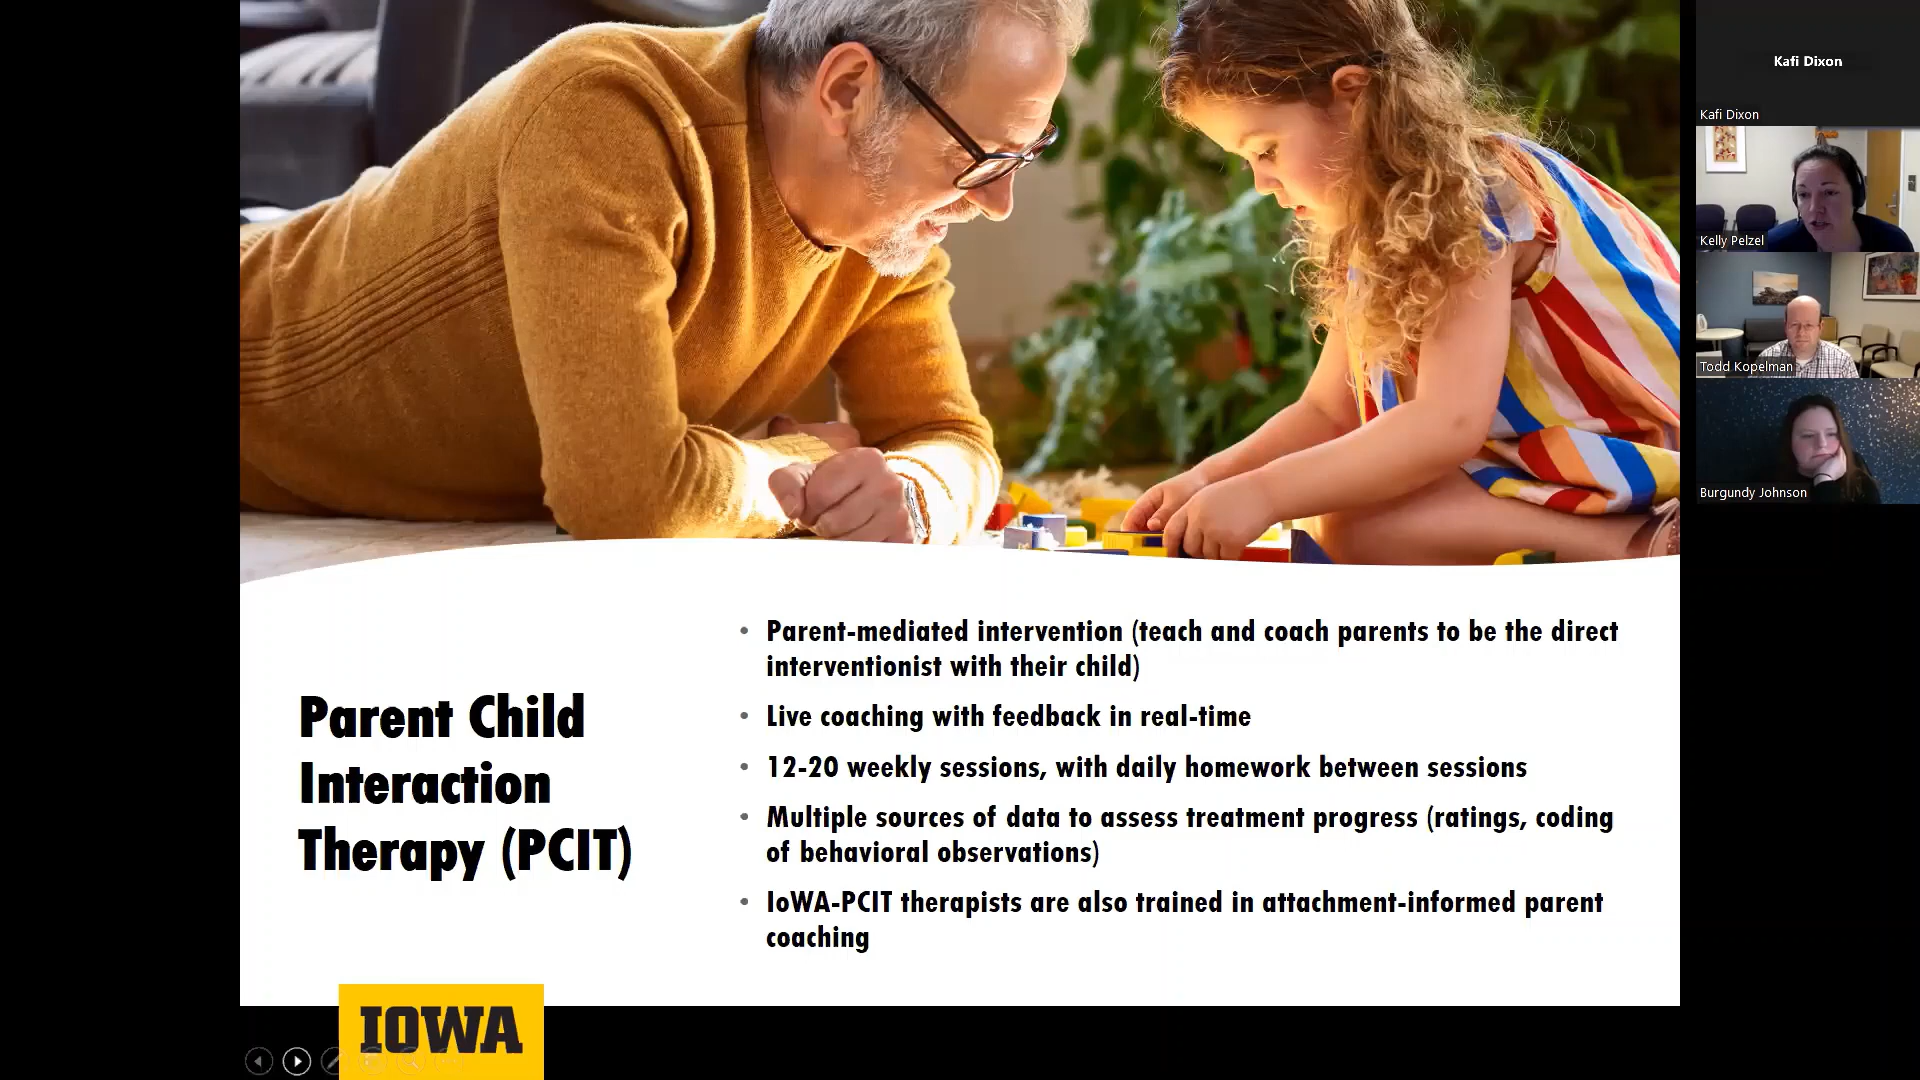 Parent Child
Interaction
Therapy (PCIT)
• Parent-mediated intervention (teach and coach parents to be the direct
interventionist with their child)
• Live coaching with feedback in real-time
• 12-20 weekly sessions, with daily homework between sessions
• Multiple sources of data to assess treatment progress (ratings, coding
of behavioral observations)
• IoWA-PCIT therapists are also trained in attachment-informed parent
coaching
IOWA
Kafi Dixon
Kafi Dixon
Kelly Pelzel
Todd Kopelman
Burgundy Johnson